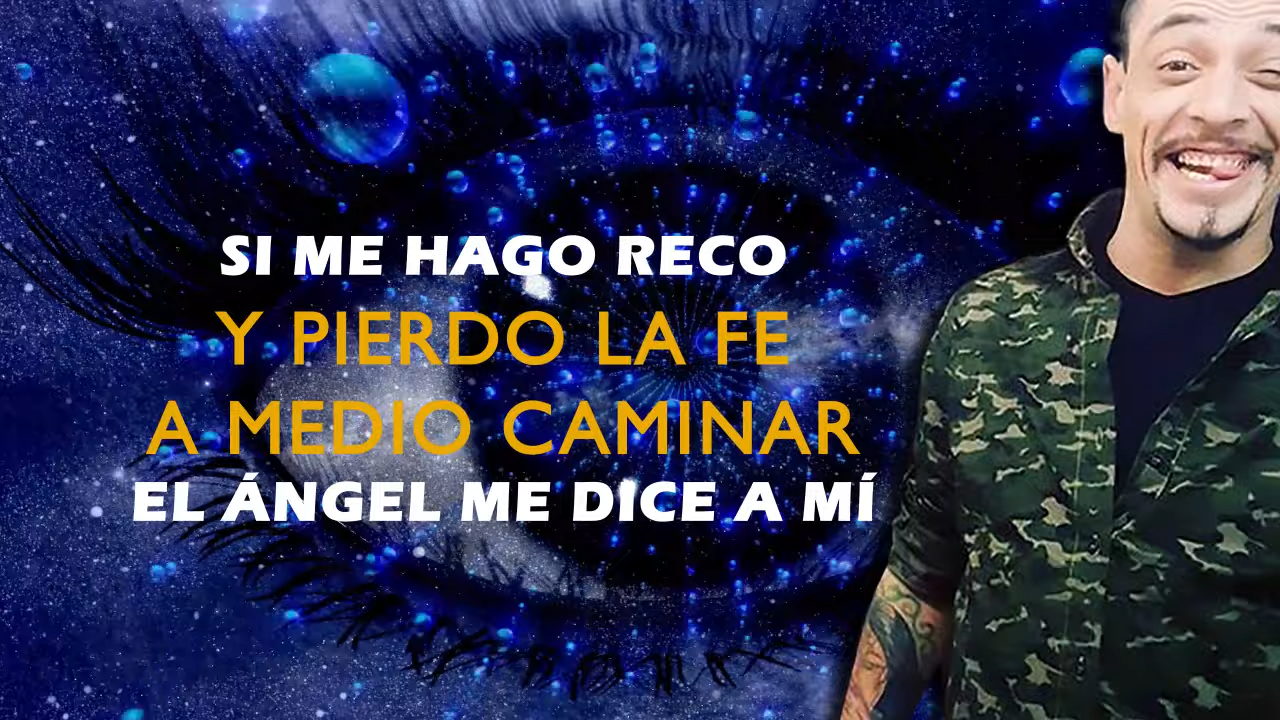 SI ME HAGO RECO
Y PIERDO LA FE
A MEDIO CAMINAR
EL ÁNGEL ME DICE A MÍ